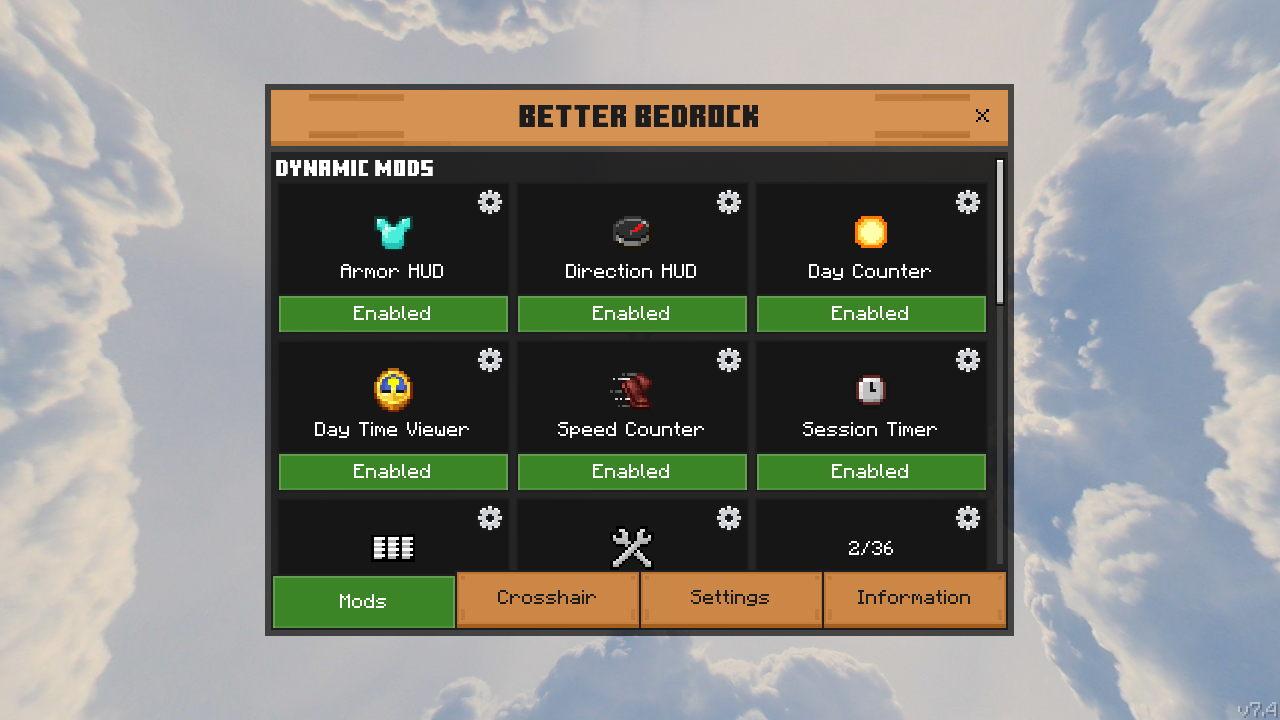 BETTER BEDROCK
DYNAMIC MODS
Armor HUD
Direction HUD
Day Counter
Enabled
Enabled
Enabled
Day Time Viewer
Speed Counter
Session Timer
Enabled
Enabled
Enabled
2/36
Mods
Crosshair
Settings
Information
v7.4